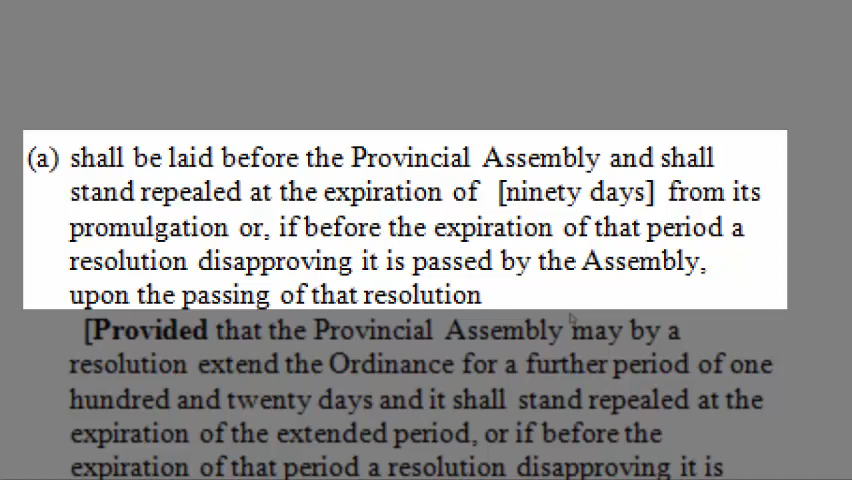 (a) shall be laid before the Provincial Assembly and shall
stand repealed at the expiration of [ninety days] from its
promulgation or, if before the expiration of that period a
resolution disapproving it is passed by the Assembly,
upon the passing of that resolution
[Provided that the Provincial Assembly may by a
resolution extend the Ordinance for a further period of one
hundred and twenty days and it shall stand repealed at the
expiration of the extended period, or if before the
expiration of that period a resolution disapproving it is